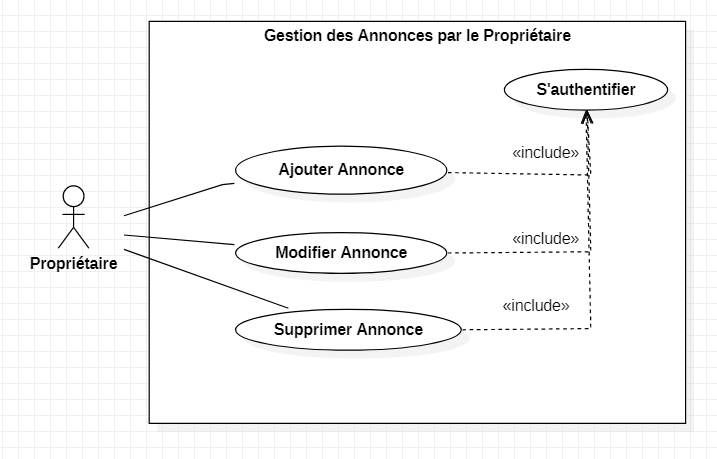 Gestion des Annonces par le Propriétaire
S'authentifier
«include»
Ajouter Annonce
«include»
Modifier Annonce
Propriétaire
«include»
Supprimer Annonce